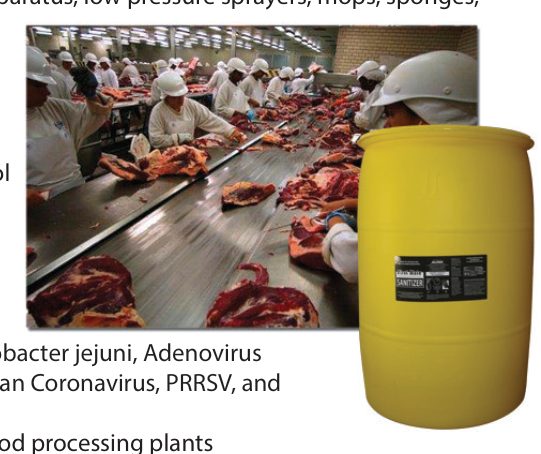 paratus, low pressure sprayers, mops, sponges,
ol
SANITIZER
obacter jejuni, Adenovirus
an Coronavirus, PRRSV, and
od processing plants